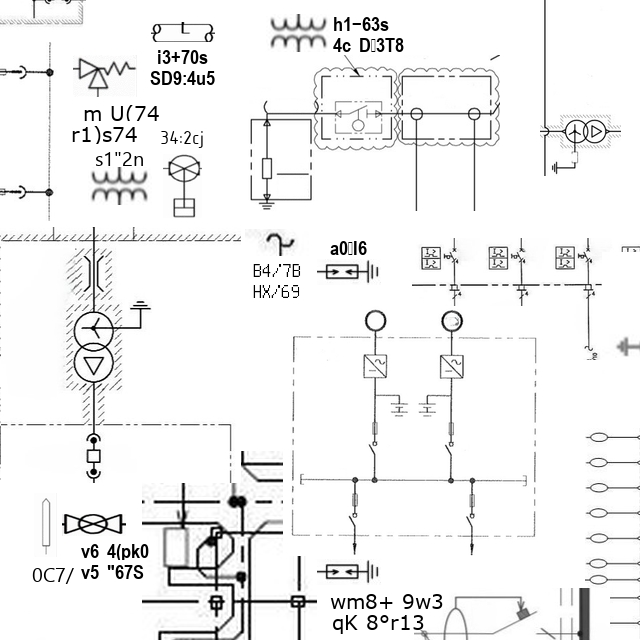 L
i3+70s
SD9:4u5
h1−63s
4c D▯3T8
m U(74
r1)s74
s1"2n
34:2cj
B4/'7B
HX/'69
a0▯l6
v6 4(pk0
v5 "67S
0C7/
wm8+ 9w3
qK 8°r13